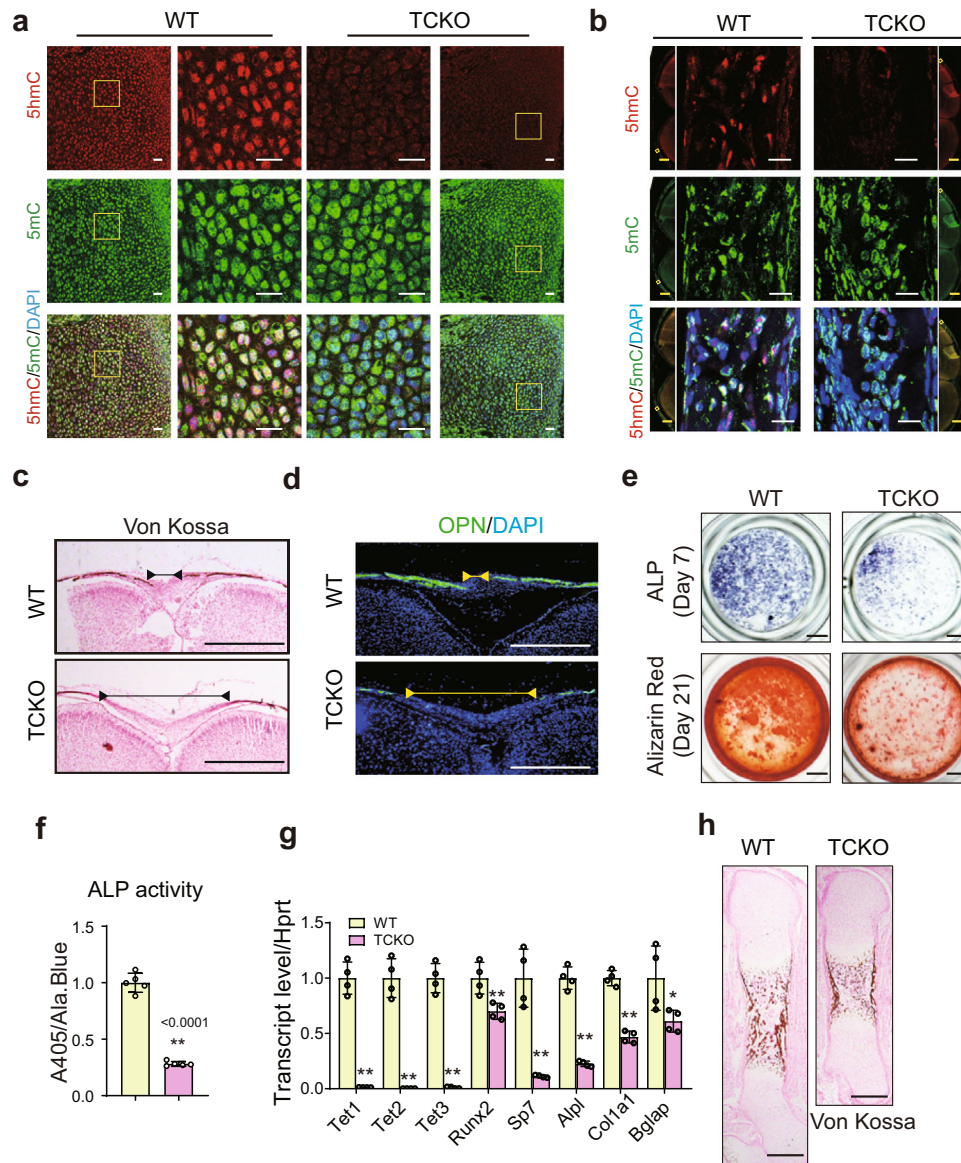 a
WT
TCKO
5hmC
5mC
5hmC/5mC/DAPI
b
WT
TCKO
5hmC
5mC
5hmC/5mC/DAPI
c
Von Kossa
WT
TCKO
d
OPN/DAPI
WT
TCKO
e
WT
TCKO
ALP
(Day 7)
Alizarin Red
(Day 21)
f
ALP activity
A405/Ala.Blue
1.5
1.0
0.5
0.0
<0.0001
**
g
Transcript level/Hprt
1.5
1.0
0.5
0.0
WT
TCKO
**
**
**
**
**
**
**
*
Tet1
Tet2
Tet3
Runx2
Sp7
Alpl
Col1a1
Bglap
h
WT
TCKO
Von Kossa